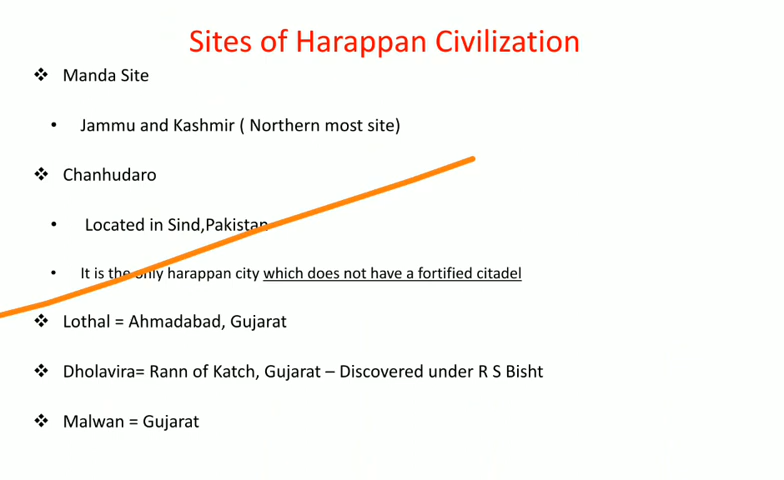 Sites of Harappan Civilization
❖ Manda Site
• Jammu and Kashmir ( Northern most site)
❖ Chanhudaro
• Located in Sind,Pakistan
• It is the only harappan city which does not have a fortified citadel
❖ Lothal = Ahmadabad, Gujarat
❖ Dholavira= Rann of Katch, Gujarat – Discovered under R S Bisht
❖ Malwan = Gujarat